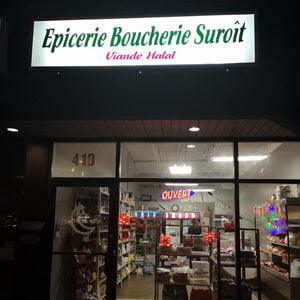 Epicerie Boucherie Suroît
Viande Halal
410
OUVERT